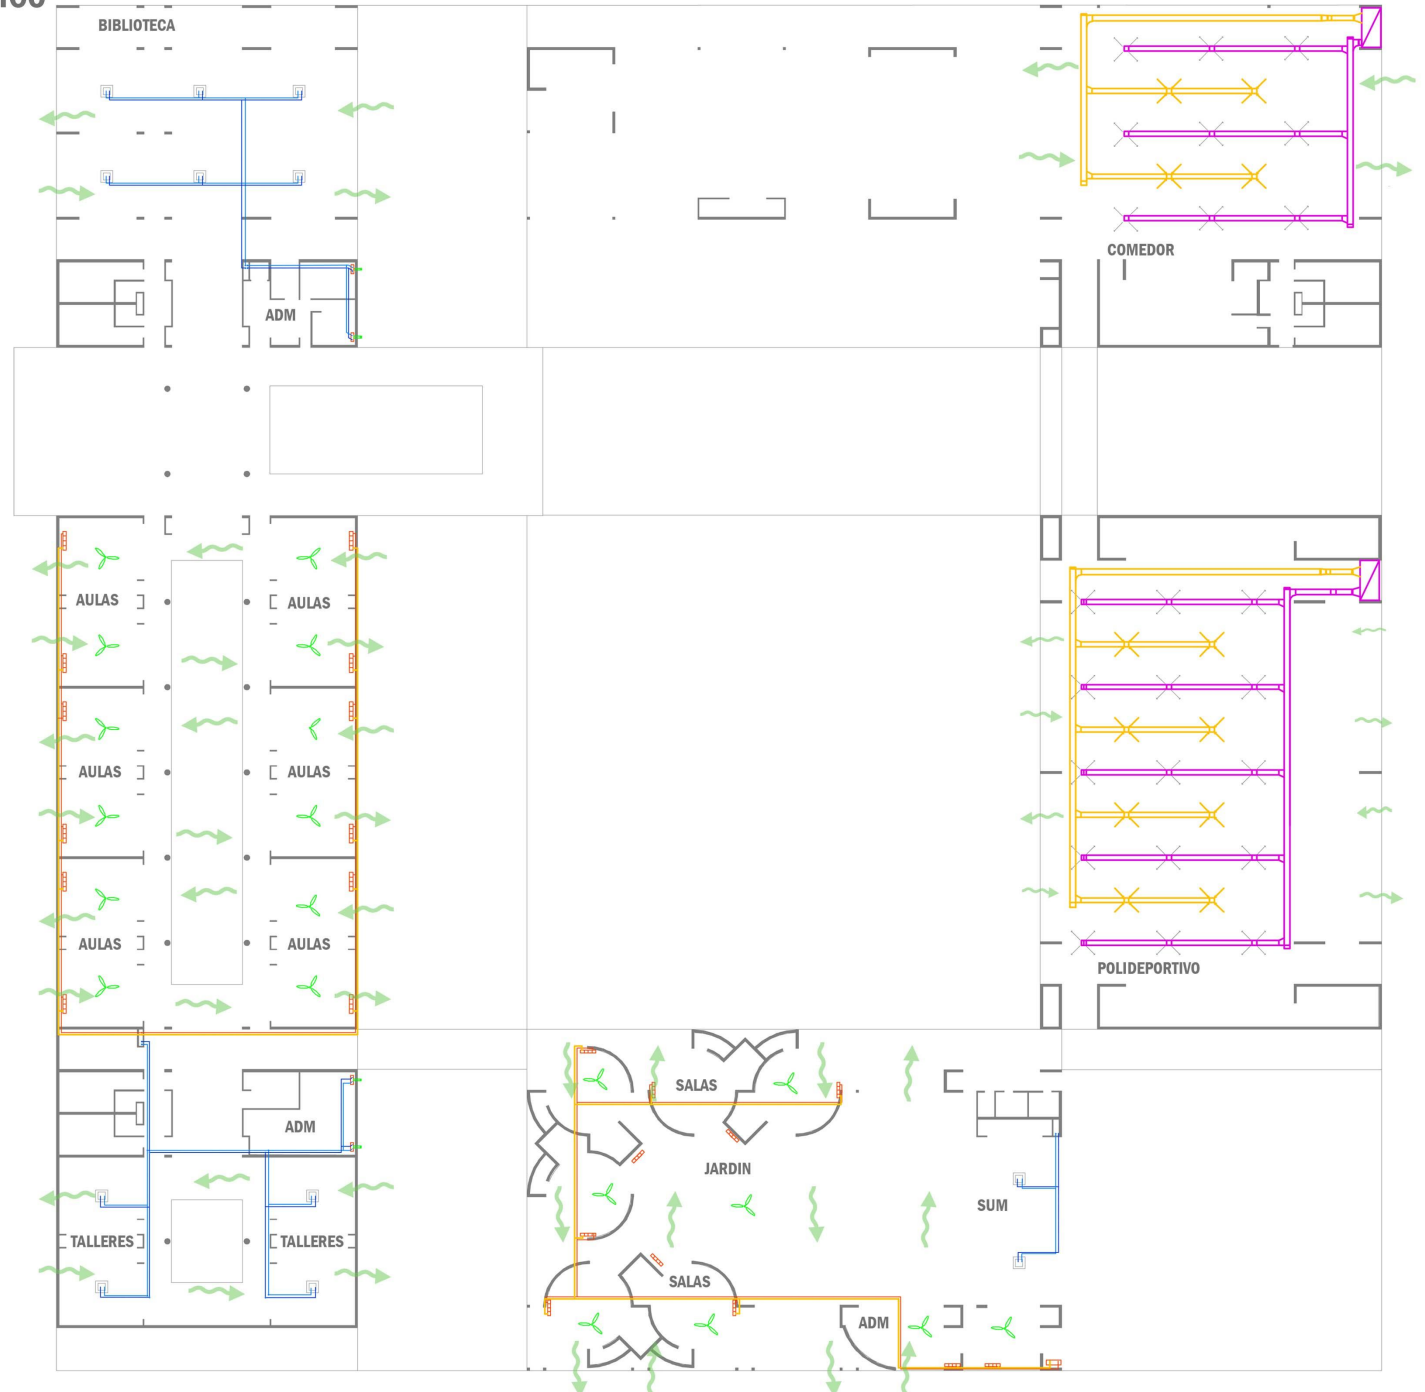 BIBLIOTECA
COMEDOR
ADM
AULAS
AULAS
AULAS
AULAS
AULAS
AULAS
POLIDEPORTIVO
SALAS
ADM
JARDIN
SUM
TALLERES
TALLERES
SALAS
ADM